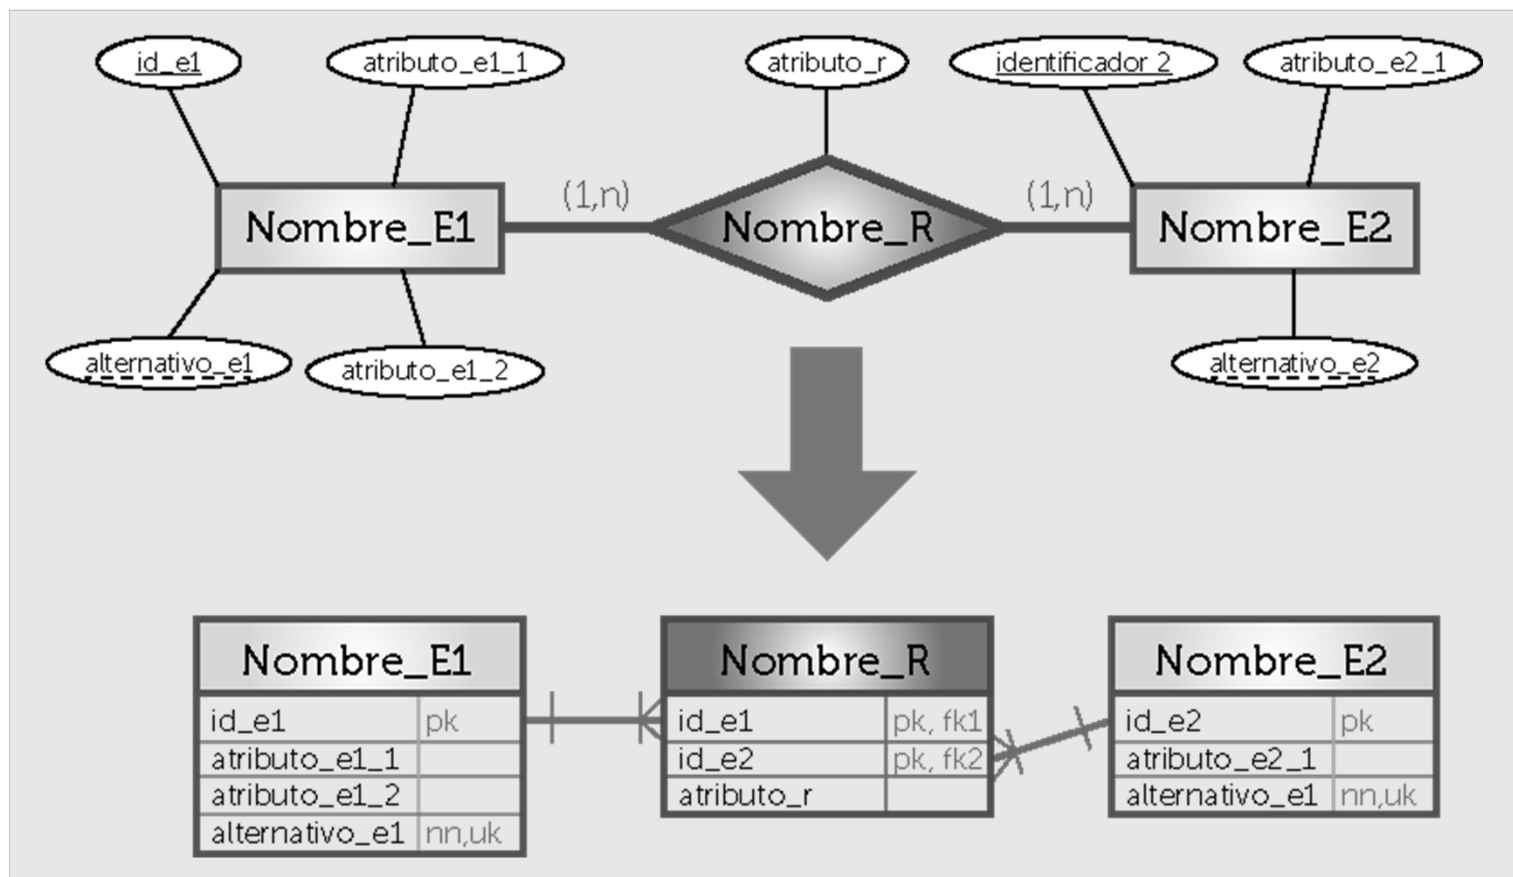 id_e1
atributo_e1_1
atributo_r
identificador 2
atributo_e2_1
Nombre_E1
(1,n)
Nombre_R
(1,n)
Nombre_E2
alternativo_e1
atributo_e1_2
alternativo_e2
Nombre_E1
id_e1 pk
atributo_e1_1
atributo_e1_2
alternativo_e1 nn,uk
Nombre_R
id_e1 pk, fk1
id_e2 pk, fk2
atributo_r
Nombre_E2
id_e2 pk
atributo_e2_1
alternativo_e1 nn,uk